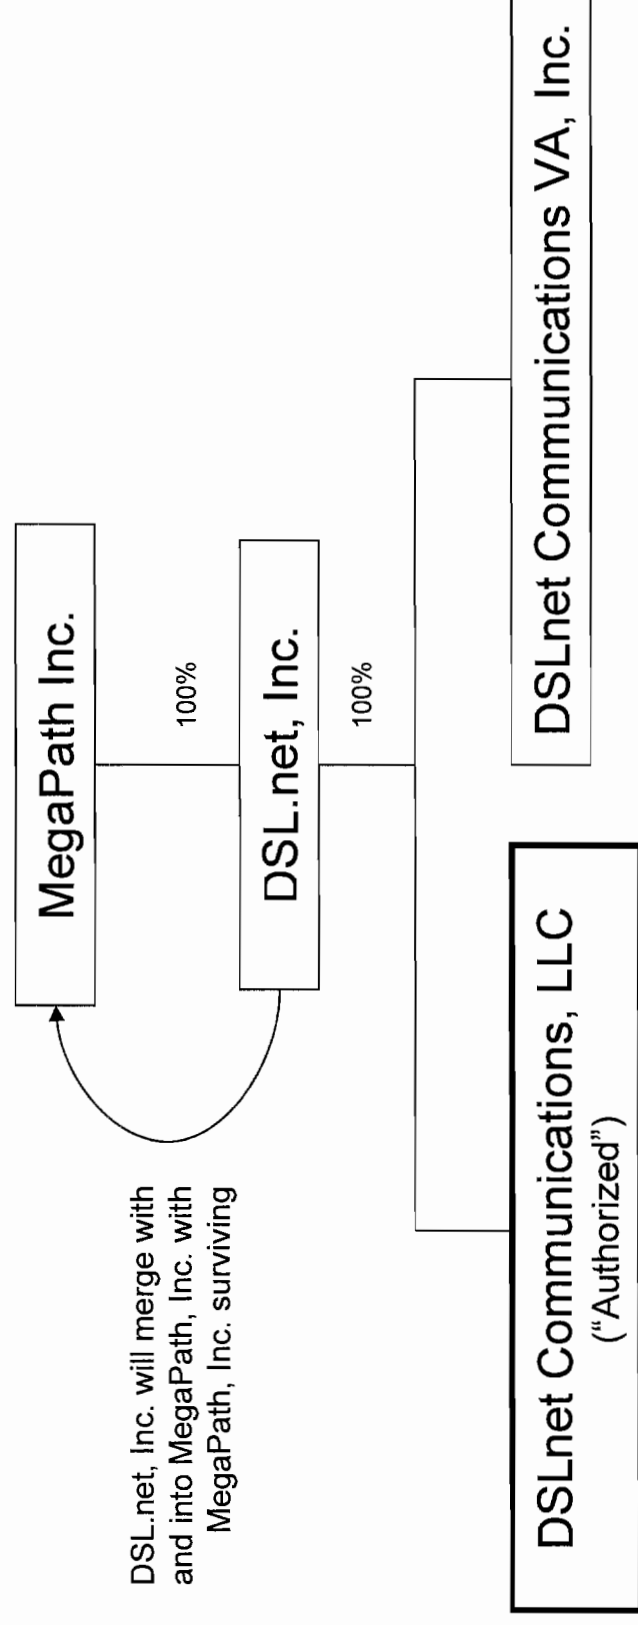 MegaPath Inc.
100%
DSL.net, Inc. will merge with
and into MegaPath, Inc. with
MegaPath, Inc. surviving
DSL.net, Inc.
100%
DSLnet Communications, LLC
(“Authorized”)
DSLnet Communications VA, Inc.